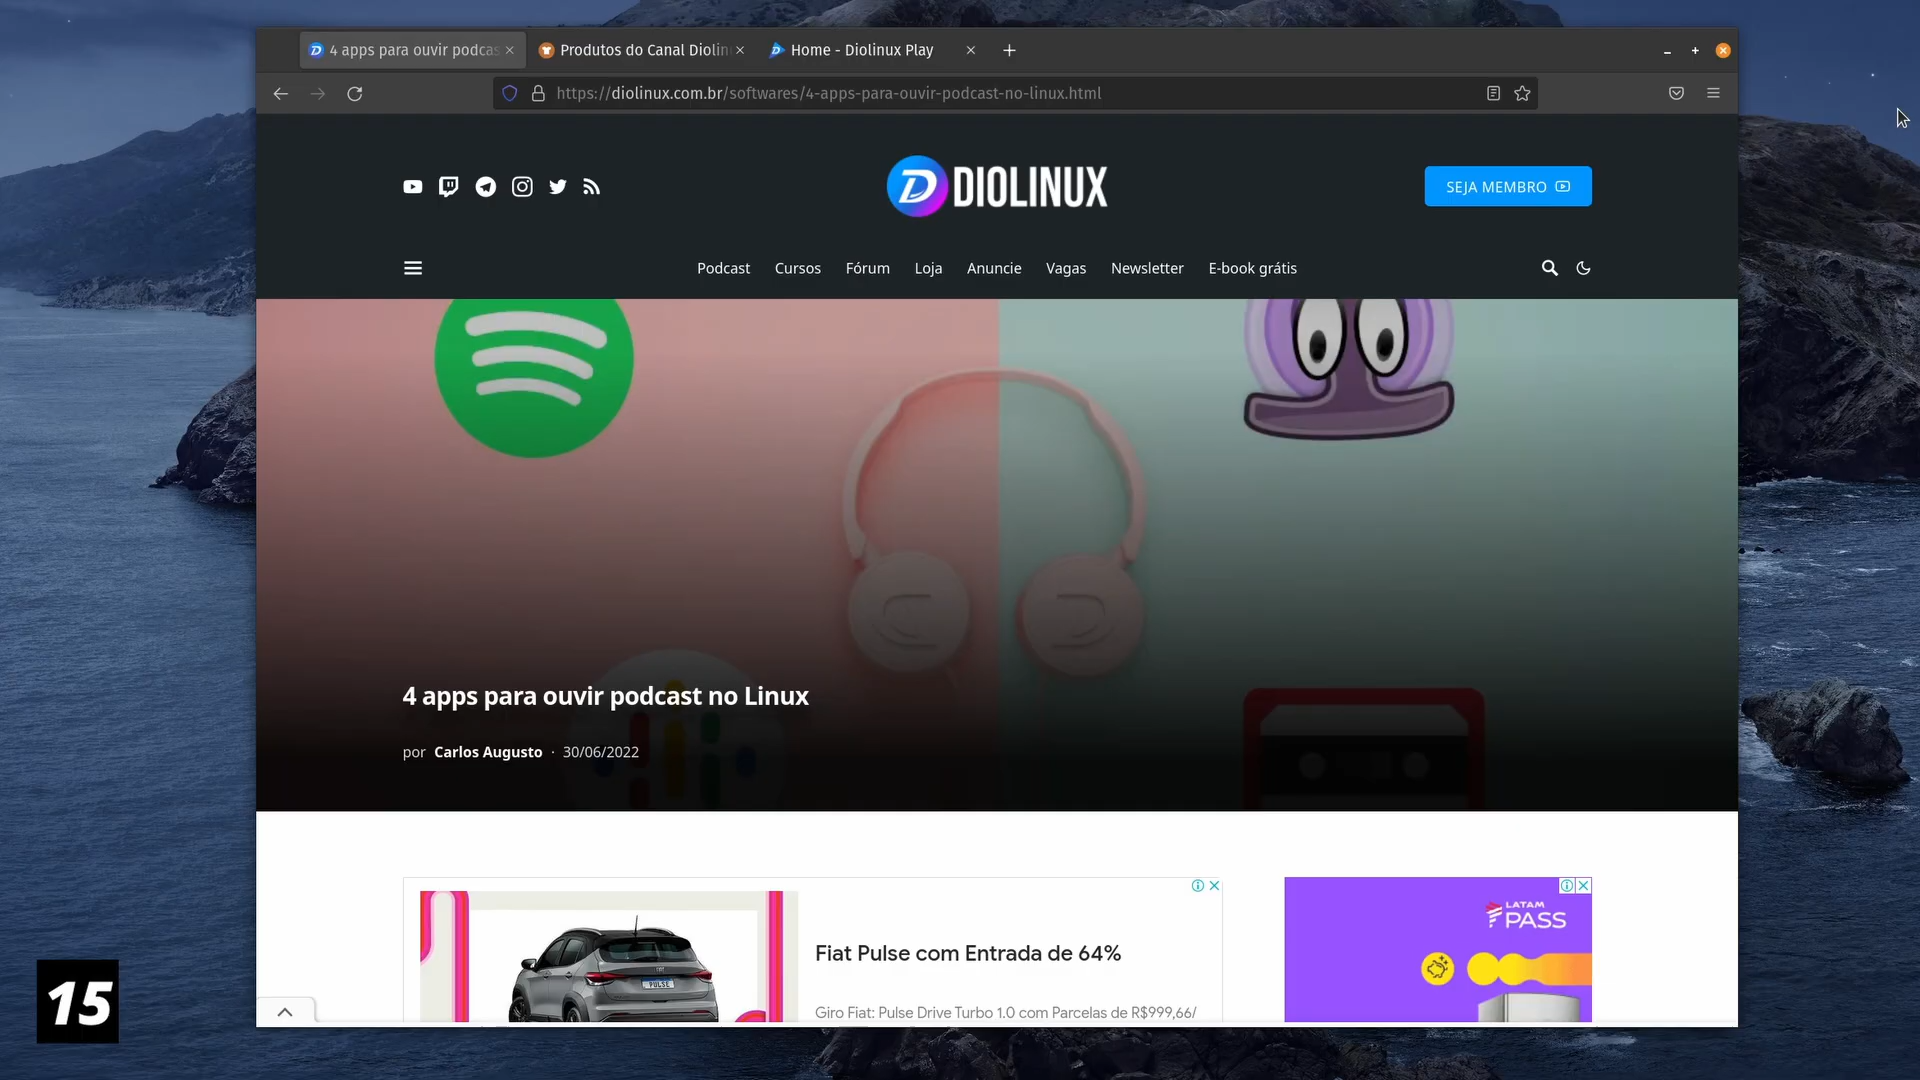 4 apps para ouvir podcas
Produtos do Canal Diolin
Home - Diolinux Play
https://diolinux.com.br/softwares/4-apps-para-ouvir-podcast-no-linux.html
DIOLINUX
SEJA MEMBRO
Podcast Cursos Fórum Loja Anuncie Vagas Newsletter E-book grátis
4 apps para ouvir podcast no Linux
por Carlos Augusto · 30/06/2022
PULSE
Fiat Pulse com Entrada de 64%
Giro Fiat: Pulse Drive Turbo 1.0 com Parcelas de R$999,66/
LATAM
PASS
15